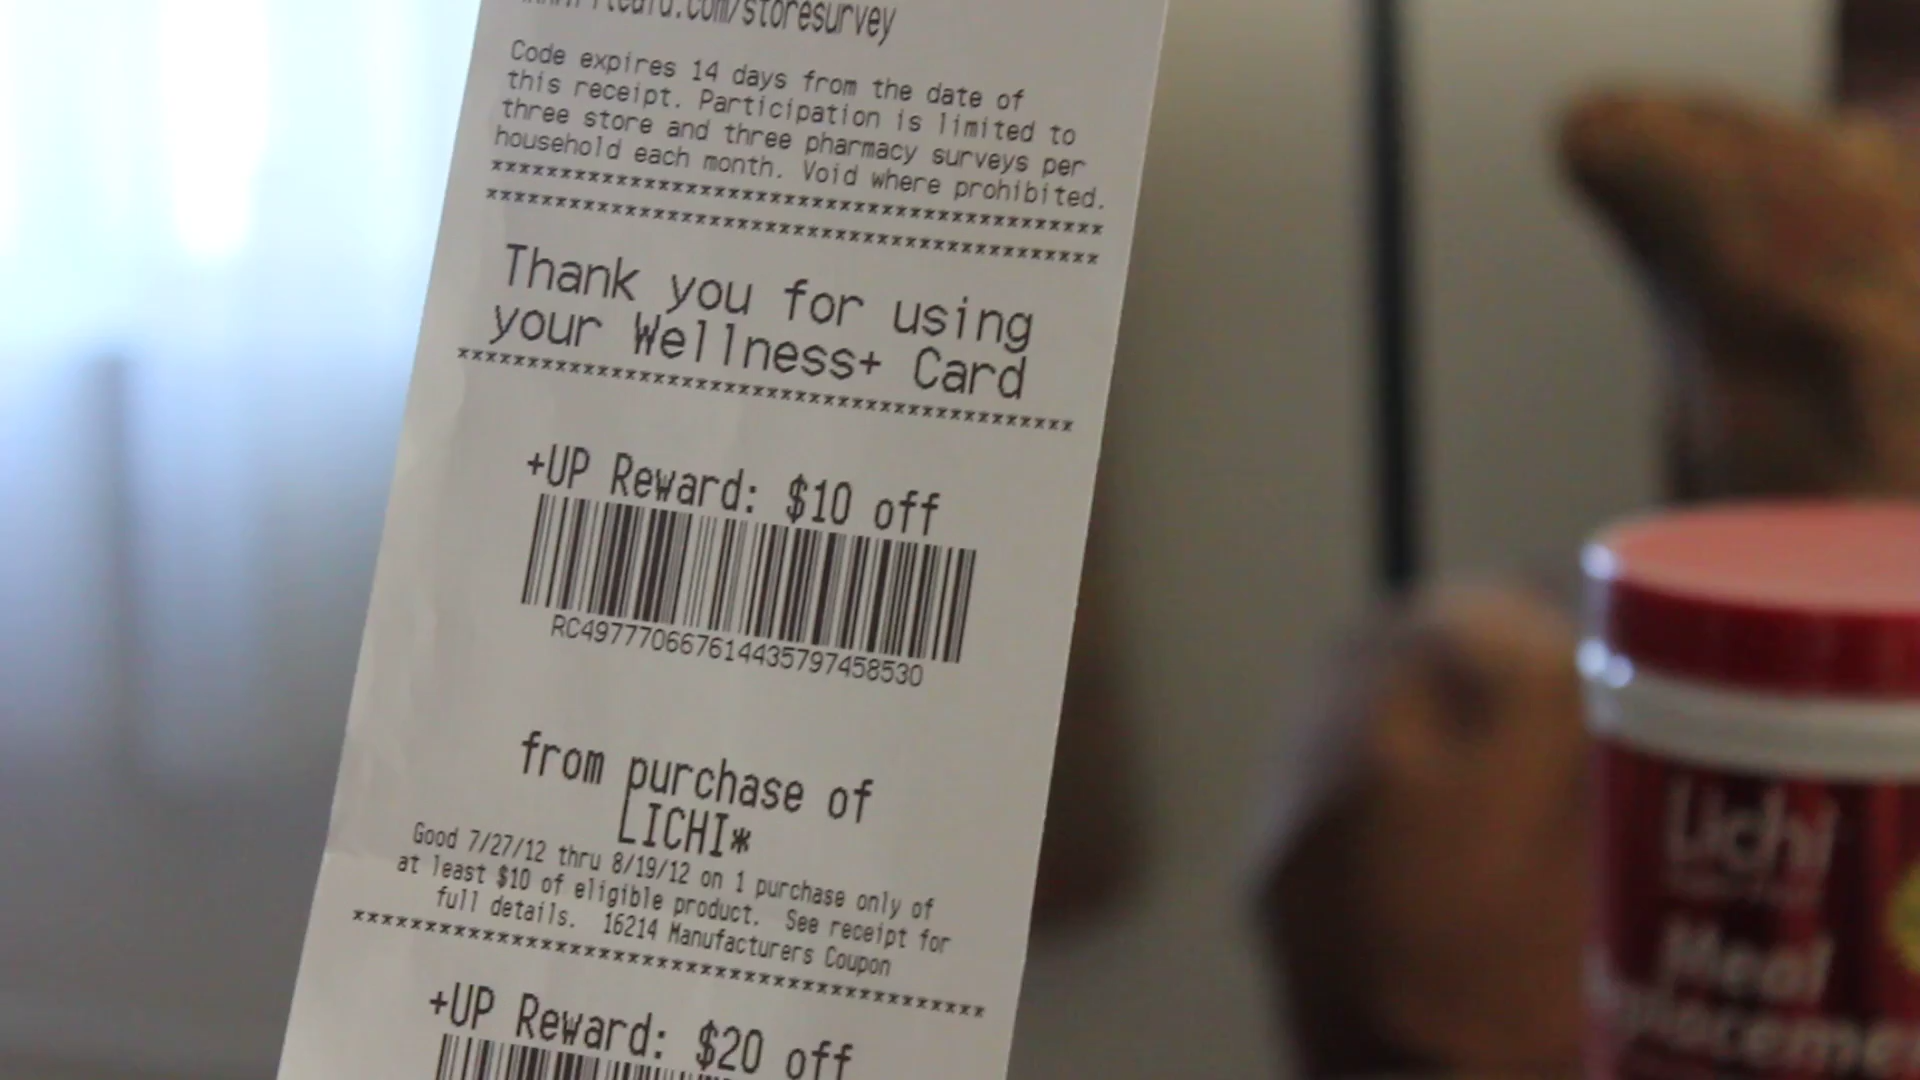 Code expires 14 days from the date of
this receipt. Participation is limited to
three store and three pharmacy surveys per
household each month. Void where prohibited.
******************************************
******************************************
Thank you for using
your Wellness+ Card
******************************************
+UP Reward: $10 off
RC497770667614435797458530
from purchase of
LICHI*
Good 7/27/12 thru 8/19/12 on 1 purchase only of
at least $10 of eligible product. See receipt for
full details. 16214 Manufacturers Coupon
******************************************
+UP Reward: $20 off
Lichi
Meal